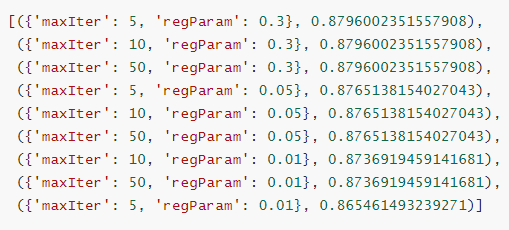 [({'maxIter': 5, 'regParam': 0.3}, 0.8796002351557908),
({'maxIter': 10, 'regParam': 0.3}, 0.8796002351557908),
({'maxIter': 50, 'regParam': 0.3}, 0.8796002351557908),
({'maxIter': 5, 'regParam': 0.05}, 0.8765138154027043),
({'maxIter': 10, 'regParam': 0.05}, 0.8765138154027043),
({'maxIter': 50, 'regParam': 0.05}, 0.8765138154027043),
({'maxIter': 10, 'regParam': 0.01}, 0.8736919459141681),
({'maxIter': 50, 'regParam': 0.01}, 0.8736919459141681),
({'maxIter': 5, 'regParam': 0.01}, 0.865461493239271)]